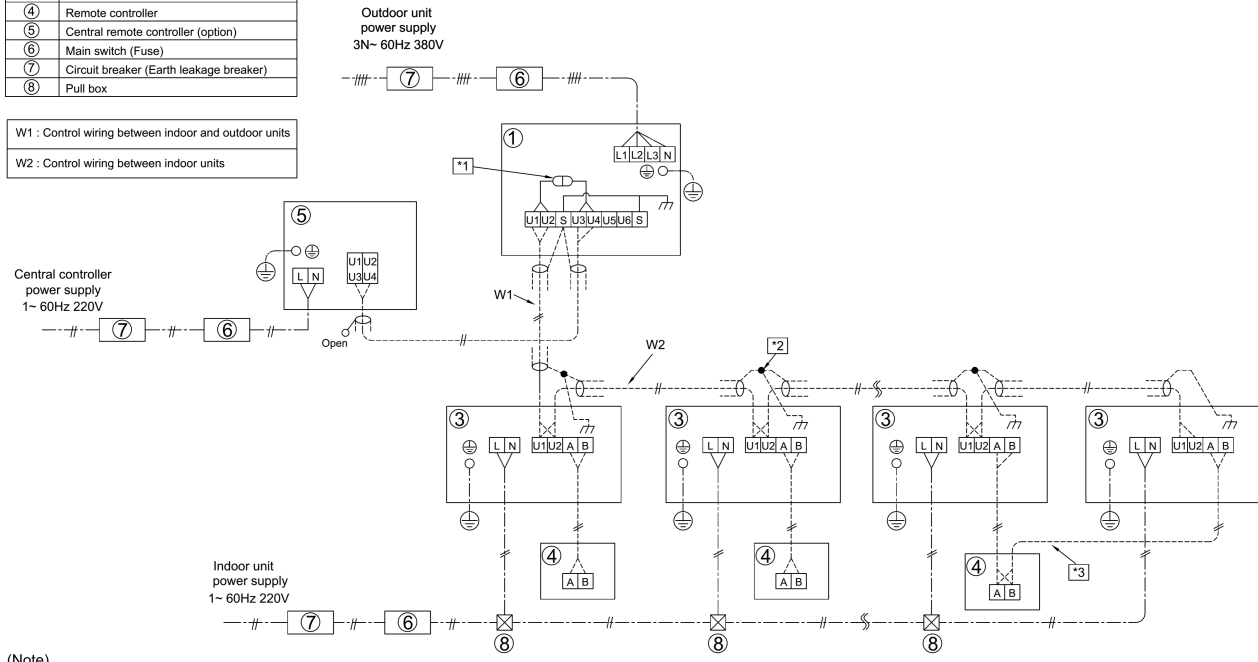 ④ Remote controller
⑤ Central remote controller (option)
⑥ Main switch (Fuse)
⑦ Circuit breaker (Earth leakage breaker)
⑧ Pull box
W1 : Control wiring between indoor and outdoor units
W2 : Control wiring between indoor units
Outdoor unit
power supply
3N~ 60Hz 380V
⑦ ⑥
①
L1 L2 L3 N
*1
U1 U2 S U3 U4 U5 U6 S
⑤
U1 U2
L N U3 U4
Central controller
power supply
1~ 60Hz 220V
⑦ ⑥
Open
W1
W2
*2
③
L N U1 U2 A B
③
L N U1 U2 A B
③
L N U1 U2 A B
③
L N U1 U2 A B
④
A B
④
A B
④
A B
*3
Indoor unit
power supply
1~ 60Hz 220V
⑦ ⑥
⑧ ⑧ ⑧
(Note)